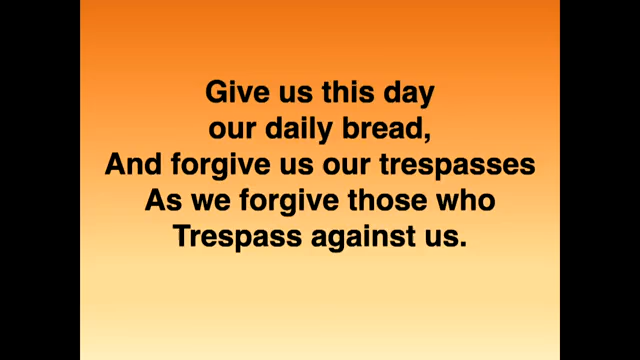 Give us this day
our daily bread,
And forgive us our trespasses
As we forgive those who
Trespass against us.